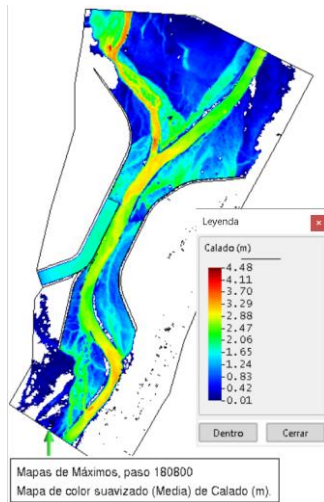 Leyenda
x
Calado (m)
4.48
4.11
3.70
3.29
2.88
2.47
2.06
1.65
1.24
0.83
0.42
0.01
Dentro
Cerrar
Mapas de Máximos, paso 180800
Mapa de color suavizado (Media) de Calado (m).